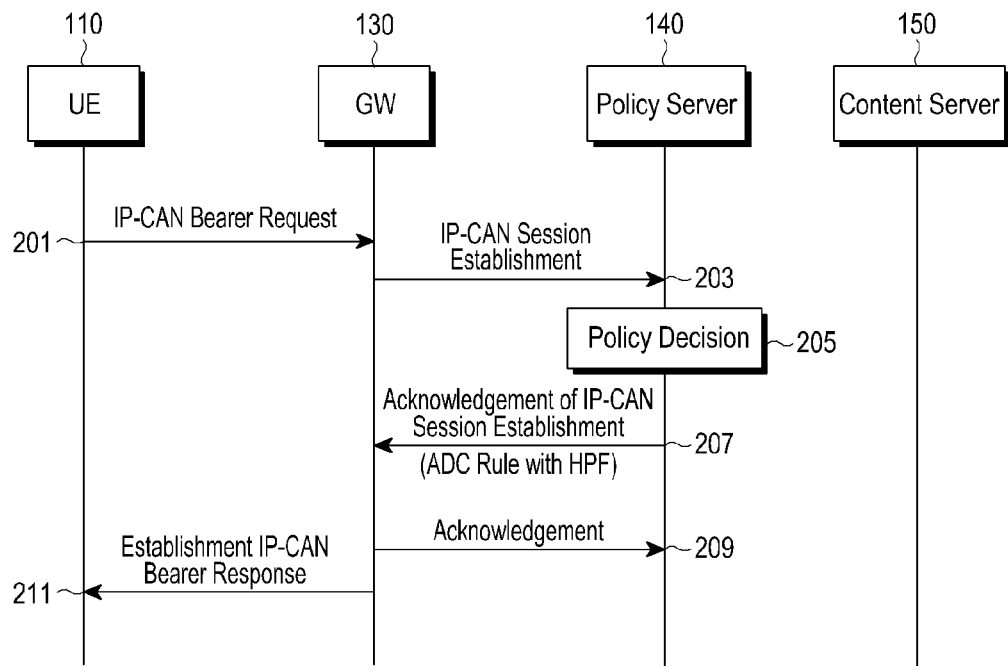 110
130
140
150
UE
GW
Policy Server
Content Server
IP-CAN Bearer Request
201
IP-CAN Session
Establishment
203
Policy Decision
205
Acknowledgement of IP-CAN
Session Establishment
207
(ADC Rule with HPF)
Acknowledgement
209
Establishment IP-CAN
Bearer Response
211